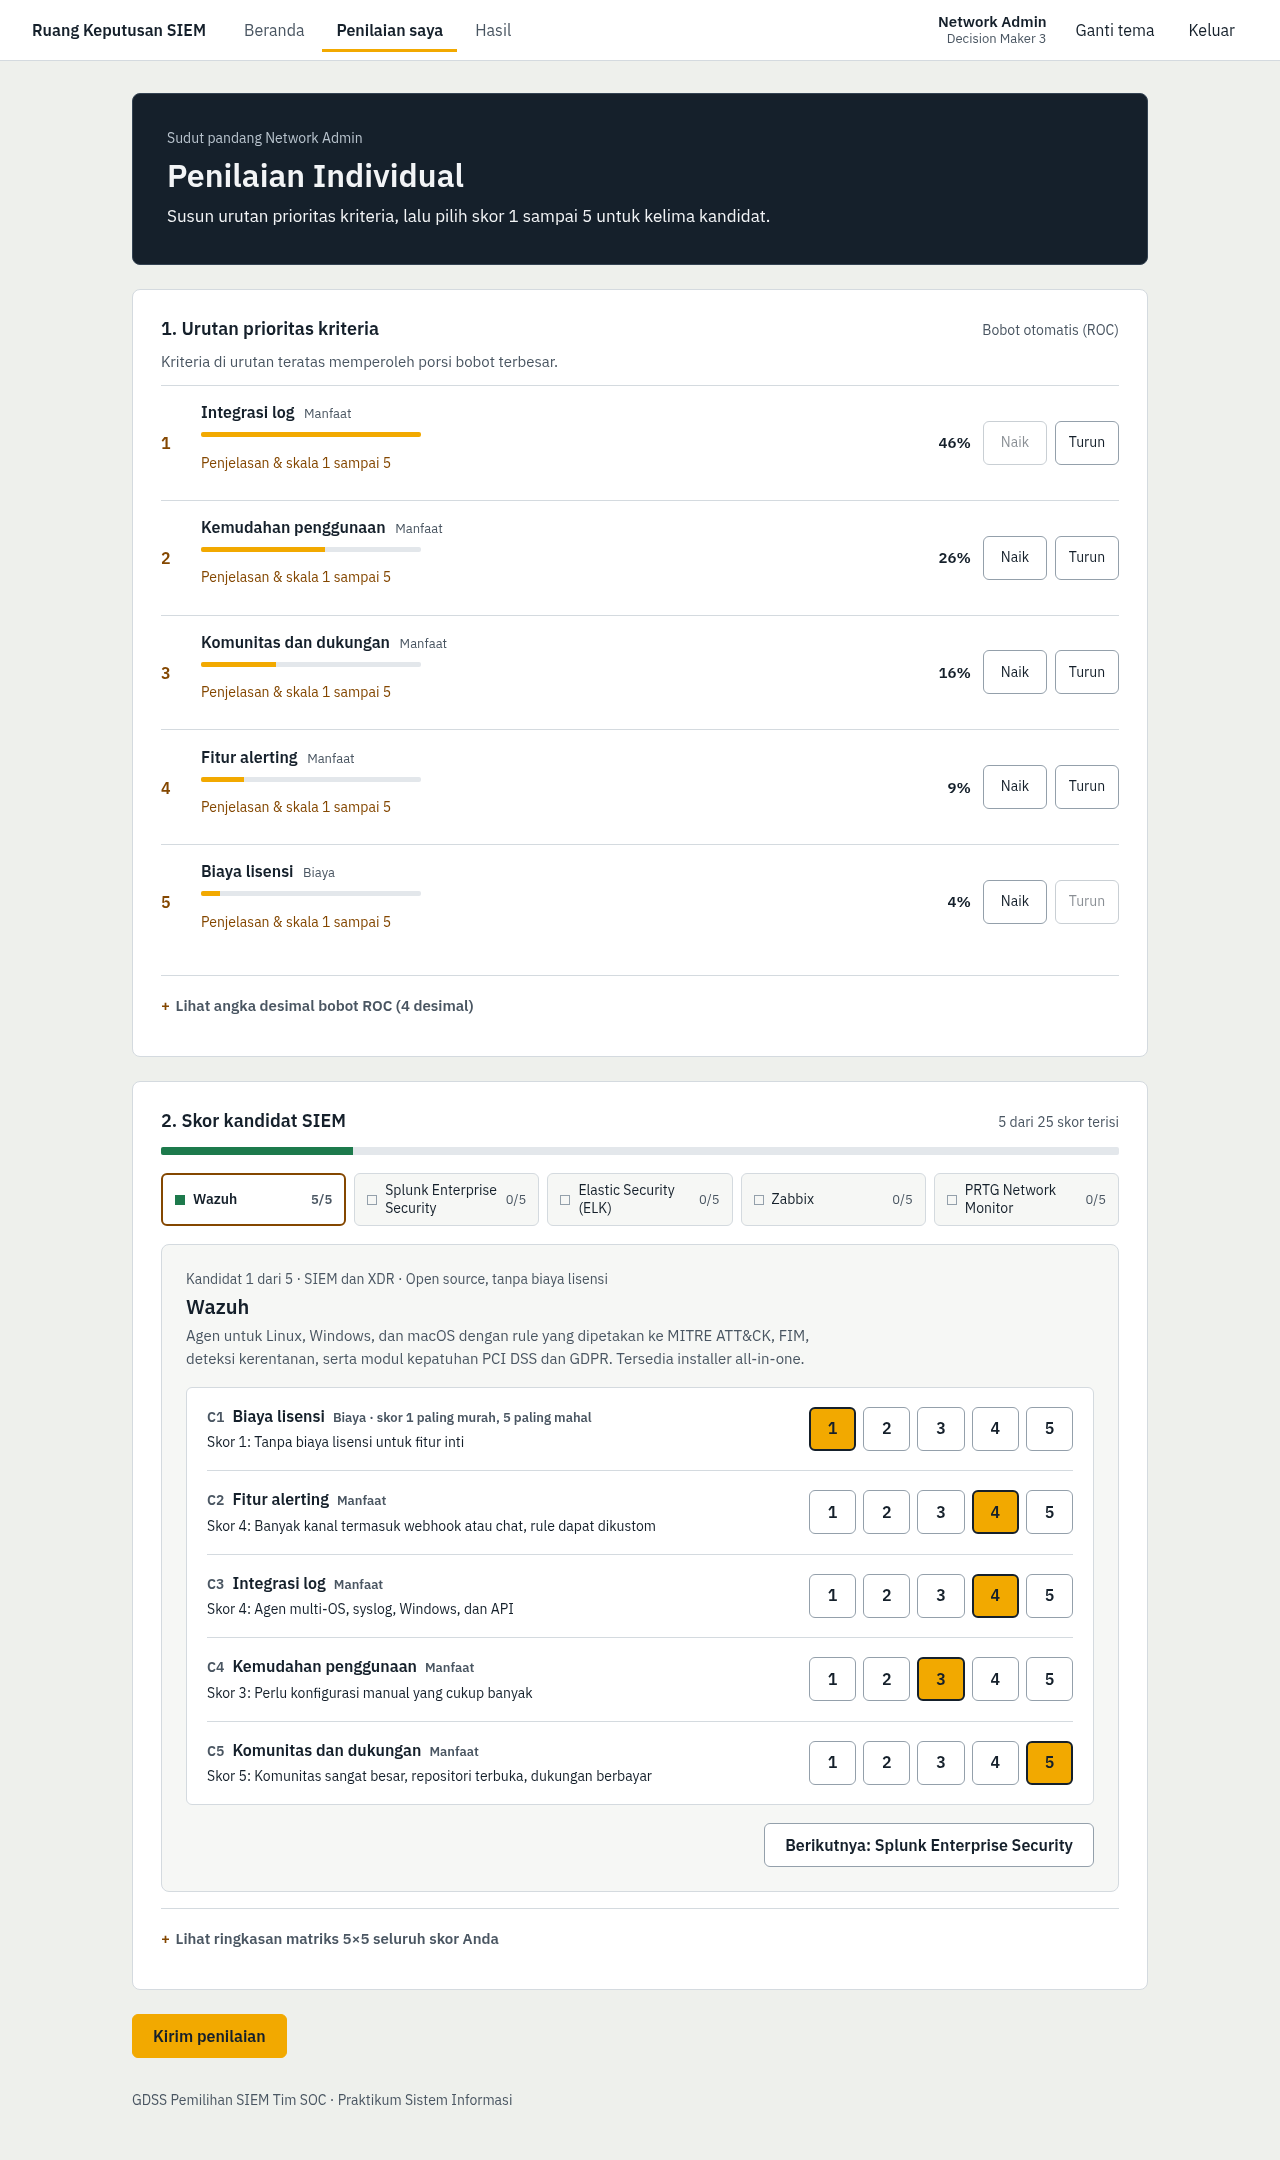 Ruang Keputusan SIEM Beranda Penilaian saya Hasil Network Admin Ganti tema Keluar
Decision Maker 3
Sudut pandang Network Admin
Penilaian Individual
Susun urutan prioritas kriteria, lalu pilih skor 1 sampai 5 untuk kelima kandidat.
1. Urutan prioritas kriteria Bobot otomatis (ROC)
Kriteria di urutan teratas memperoleh porsi bobot terbesar.
Integrasi log Manfaat
1 46% Naik Turun
Penjelasan & skala 1 sampai 5
Kemudahan penggunaan Manfaat
2 26% Naik Turun
Penjelasan & skala 1 sampai 5
Komunitas dan dukungan Manfaat
3 16% Naik Turun
Penjelasan & skala 1 sampai 5
Fitur alerting Manfaat
4 9% Naik Turun
Penjelasan & skala 1 sampai 5
Biaya lisensi Biaya
5 4% Naik Turun
Penjelasan & skala 1 sampai 5
+ Lihat angka desimal bobot ROC (4 desimal)
2. Skor kandidat SIEM 5 dari 25 skor terisi
Wazuh 5/5
Splunk Enterprise
Security 0/5
Elastic Security
(ELK) 0/5
Zabbix 0/5
PRTG Network
Monitor 0/5
Kandidat 1 dari 5 · SIEM dan XDR · Open source, tanpa biaya lisensi
Wazuh
Agen untuk Linux, Windows, dan macOS dengan rule yang dipetakan ke MITRE ATT&CK, FIM,
deteksi kerentanan, serta modul kepatuhan PCI DSS dan GDPR. Tersedia installer all-in-one.
C1 Biaya lisensi Biaya · skor 1 paling murah, 5 paling mahal 1 2 3 4 5
Skor 1: Tanpa biaya lisensi untuk fitur inti
C2 Fitur alerting Manfaat 1 2 3 4 5
Skor 4: Banyak kanal termasuk webhook atau chat, rule dapat dikustom
C3 Integrasi log Manfaat 1 2 3 4 5
Skor 4: Agen multi-OS, syslog, Windows, dan API
C4 Kemudahan penggunaan Manfaat 1 2 3 4 5
Skor 3: Perlu konfigurasi manual yang cukup banyak
C5 Komunitas dan dukungan Manfaat 1 2 3 4 5
Skor 5: Komunitas sangat besar, repositori terbuka, dukungan berbayar
Berikutnya: Splunk Enterprise Security
+ Lihat ringkasan matriks 5×5 seluruh skor Anda
Kirim penilaian
GDSS Pemilihan SIEM Tim SOC · Praktikum Sistem Informasi